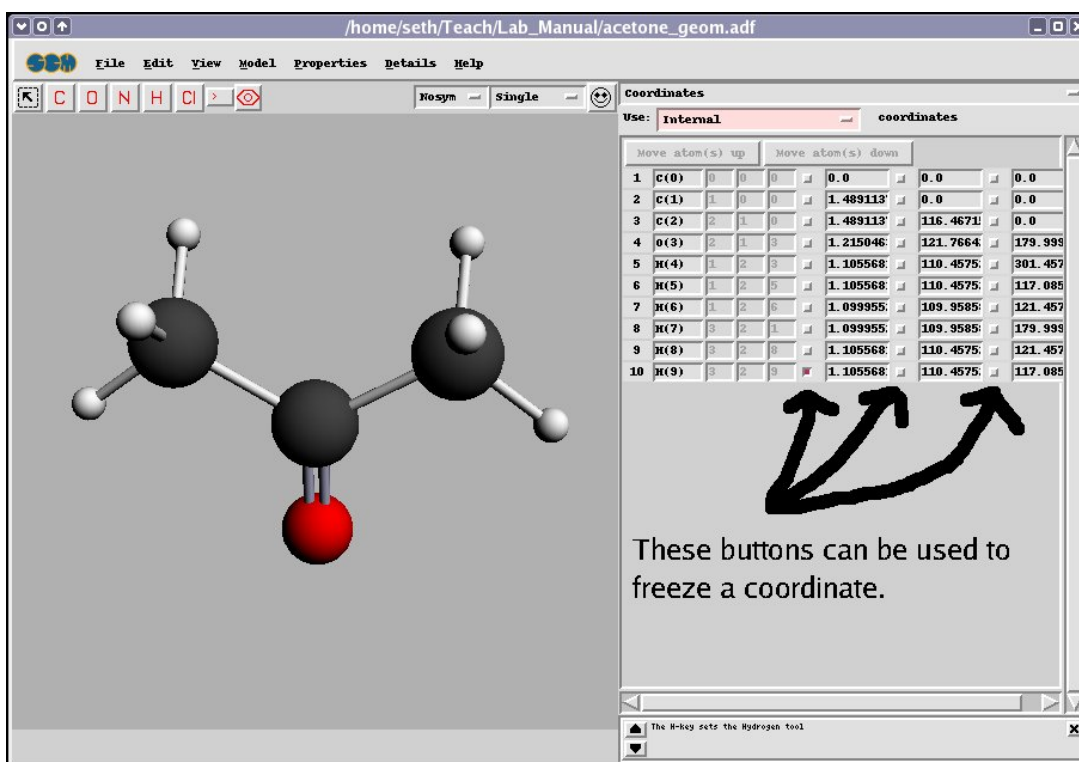 /home/seth/Teach/Lab_Manual/acetone_geom.adf
SCM File Edit View Model Properties Details Help
C O N H Cl > Nosym Single Coordinates
Use: Internal coordinates
Move atom(s) up Move atom(s) down
1 C(0) 0 0 0 0.0 0.0 0.0
2 C(1) 1 0 0 1.489113 0.0 0.0
3 C(2) 2 1 0 1.489113 116.4671 0.0
4 O(3) 2 1 3 1.215046 121.7664 179.999
5 H(4) 1 2 3 1.105568 110.4575 301.457
6 H(5) 1 2 5 1.105568 110.4575 117.085
7 H(6) 1 2 6 1.099955 109.9585 121.457
8 H(7) 3 2 1 1.099955 109.9585 179.999
9 H(8) 3 2 8 1.105568 110.4575 121.457
10 H(9) 3 2 9 1.105568 110.4575 117.085
These buttons can be used to
freeze a coordinate.
The H-key sets the Hydrogen tool